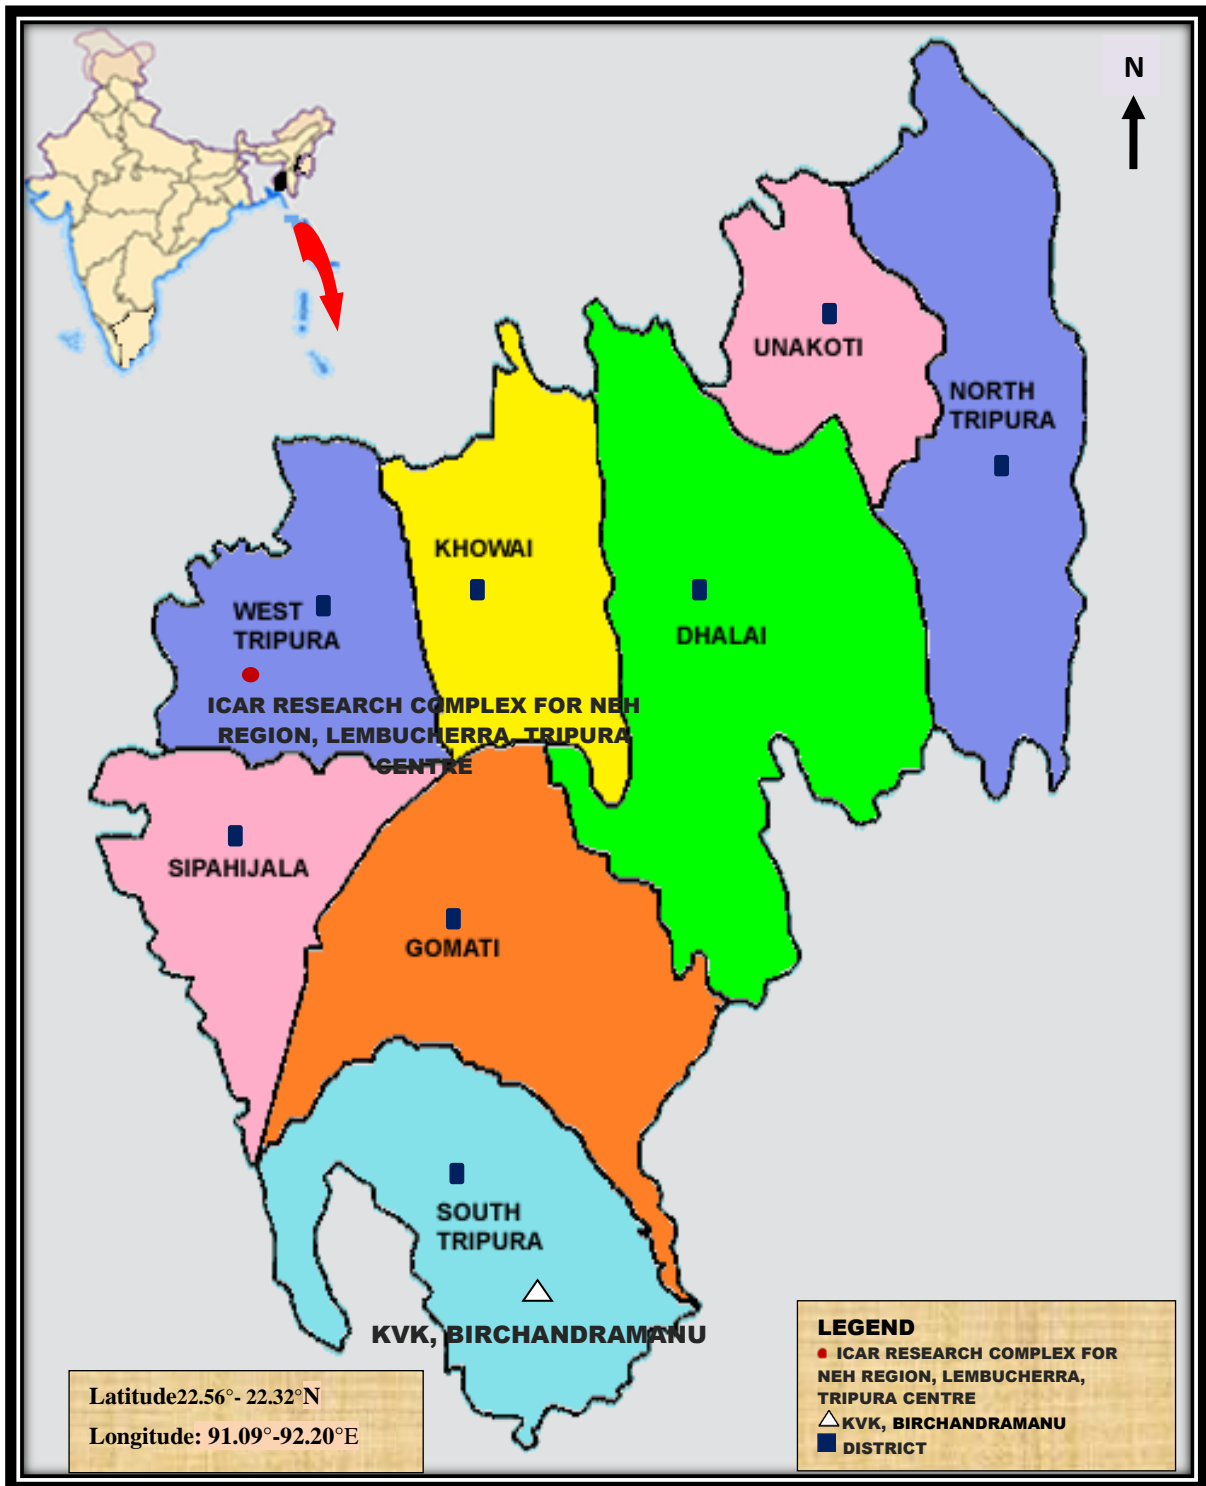 N
UNAKOTI
NORTH
TRIPURA
KHOWAI
WEST
TRIPURA
DHALAI
ICAR RESEARCH COMPLEX FOR NEH
REGION, LEMBUCHERRA, TRIPURA
CENTRE
SIPAHIJALA
GOMATI
SOUTH
TRIPURA
KVK, BIRCHANDRAMANU
LEGEND
ICAR RESEARCH COMPLEX FOR
NEH REGION, LEMBUCHERRA,
TRIPURA CENTRE
KVK, BIRCHANDRAMANU
DISTRICT
Latitude22.56°- 22.32°N
Longitude: 91.09°-92.20°E